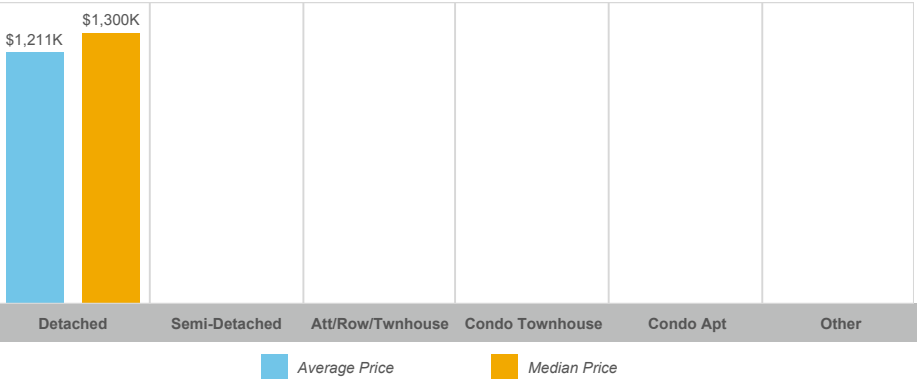 $1,300K
$1,211K
Detached Semi-Detached Att/Row/Twnhouse Condo Townhouse Condo Apt Other
Average Price Median Price